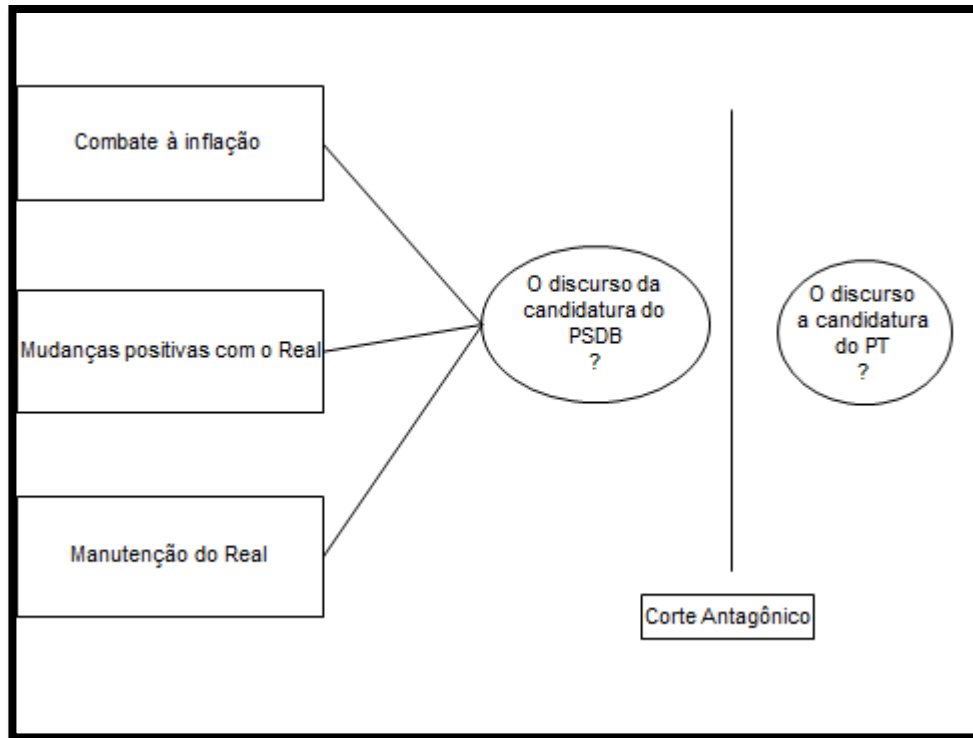 Combate à inflação
Mudanças positivas com o Real
Manutenção do Real
O discurso da
candidatura do
PSDB
?
O discurso
a candidatura
do PT
?
Corte Antagônico